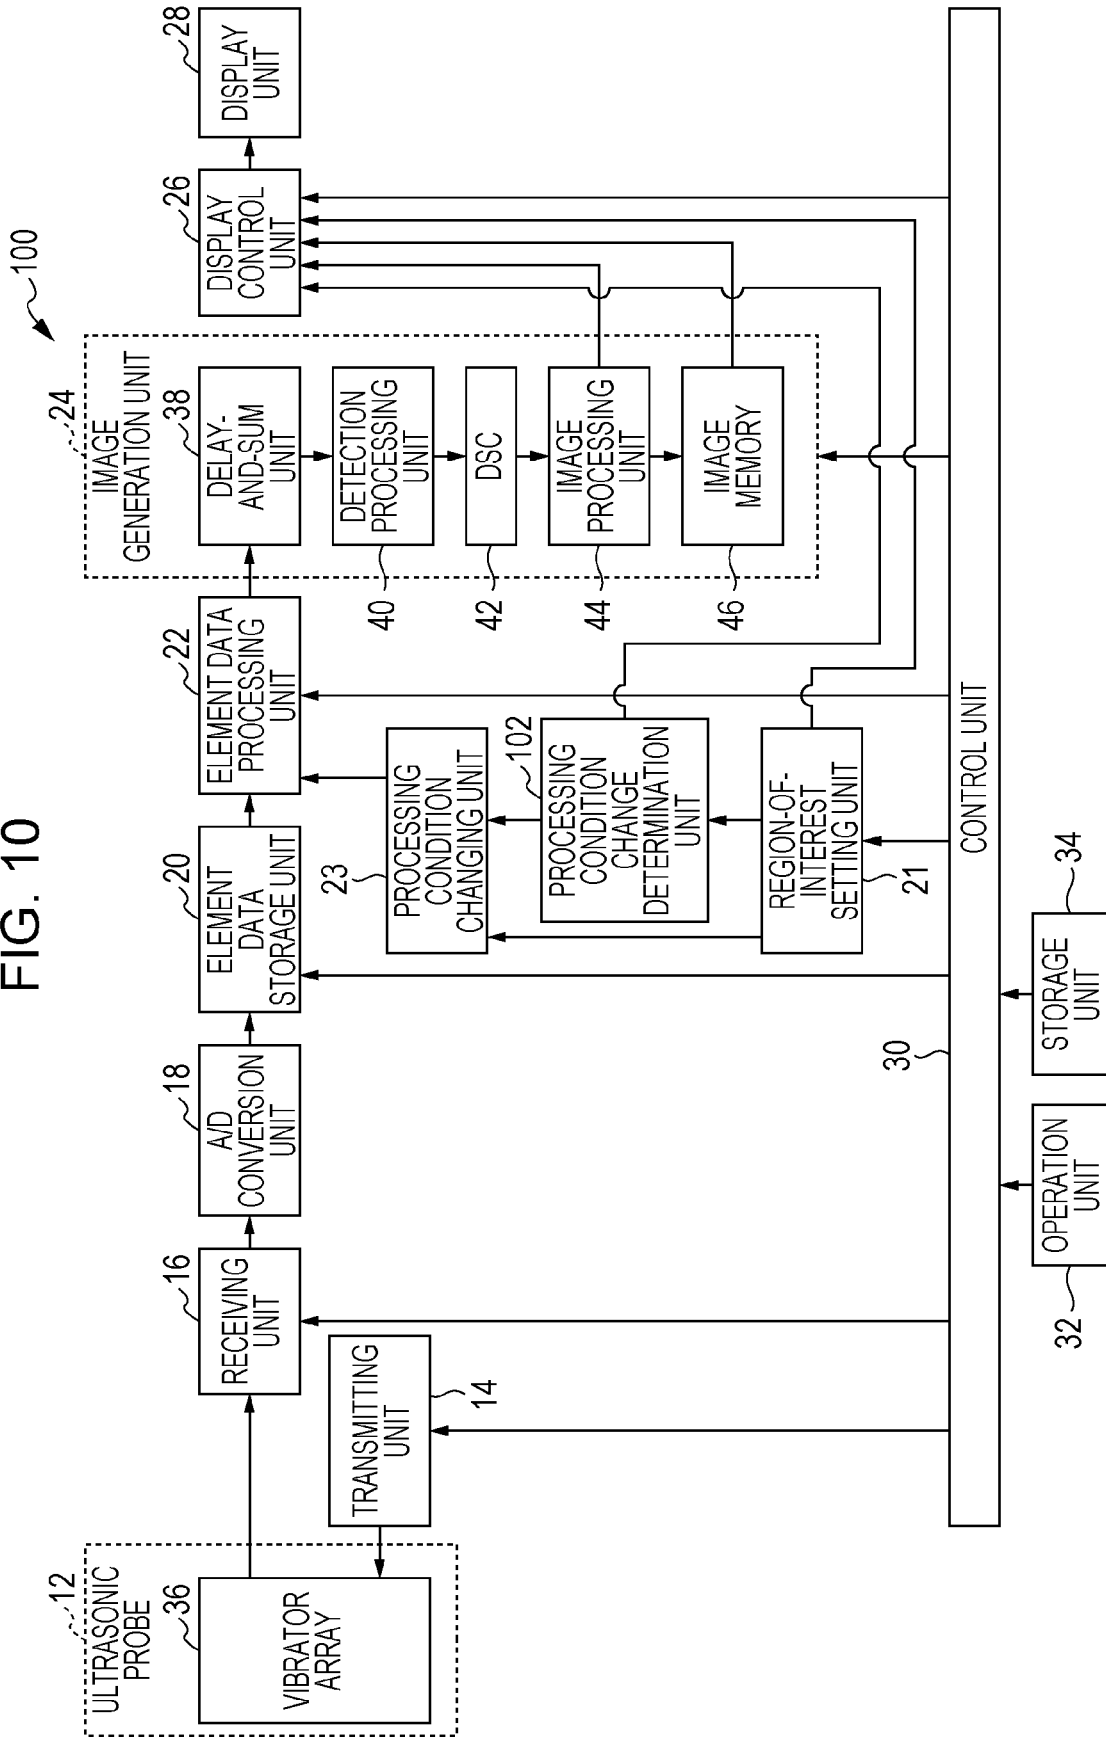 FIG. 10
100
12
ULTRASONIC
PROBE
36
VIBRATOR
ARRAY
TRANSMITTING
UNIT
14
16
RECEIVING
UNIT
18
A/D
CONVERSION
UNIT
20
ELEMENT
DATA
STORAGE UNIT
22
ELEMENT DATA
PROCESSING
UNIT
23
PROCESSING
CONDITION
CHANGING UNIT
102
PROCESSING
CONDITION
CHANGE
DETERMINATION
UNIT
REGION-OF-
INTEREST
SETTING UNIT
21
24
IMAGE
GENERATION UNIT
38
DELAY-
AND-SUM
UNIT
DETECTION
PROCESSING
UNIT
40
DSC
42
IMAGE
PROCESSING
UNIT
44
IMAGE
MEMORY
46
26
DISPLAY
CONTROL
UNIT
28
DISPLAY
UNIT
30
CONTROL UNIT
OPERATION
UNIT
32
STORAGE
UNIT
34